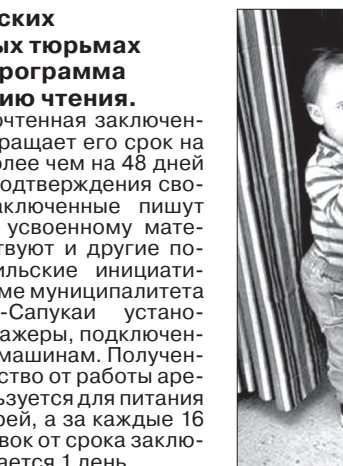 ских
ых тюрьмах
рограмма
ию чтения.
очтенная заключен-
ращает его срок на
олее чем на 48 дней
одтверждения сво-
аключенные пишут
усвоенному мате-
твуют и другие по-
ильские инициати-
ме муниципалитета
-Сапукаи устано-
ажеры, подключен-
машинам. Получен-
ство от работы аре-
ьзуется для питания
рей, а за каждые 16
вок от срока заклю-
ается 1 день.